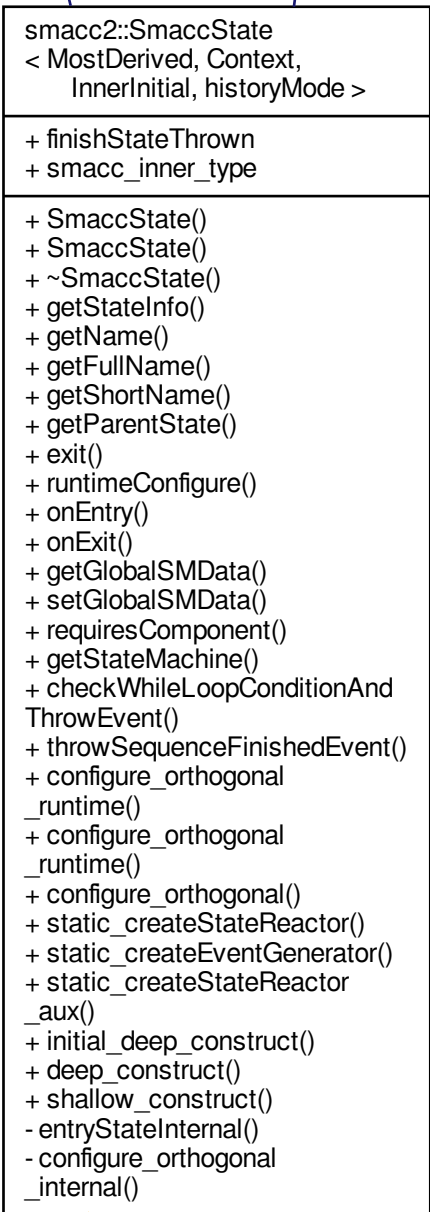 smacc2::SmaccState
< MostDerived, Context,
InnerInitial, historyMode >
+ finishStateThrown
+ smacc_inner_type
+ SmaccState()
+ SmaccState()
+ ~SmaccState()
+ getStateInfo()
+ getName()
+ getFullName()
+ getShortName()
+ getParentState()
+ exit()
+ runtimeConfigure()
+ onEntry()
+ onExit()
+ getGlobalSMData()
+ setGlobalSMData()
+ requiresComponent()
+ getStateMachine()
+ checkWhileLoopConditionAnd
ThrowEvent()
+ throwSequenceFinishedEvent()
+ configure_orthogonal
_runtime()
+ configure_orthogonal
_runtime()
+ configure_orthogonal()
+ static_createStateReactor()
+ static_createEventGenerator()
+ static_createStateReactor
_aux()
+ initial_deep_construct()
+ deep_construct()
+ shallow_construct()
- entryStateInternal()
- configure_orthogonal
_internal()